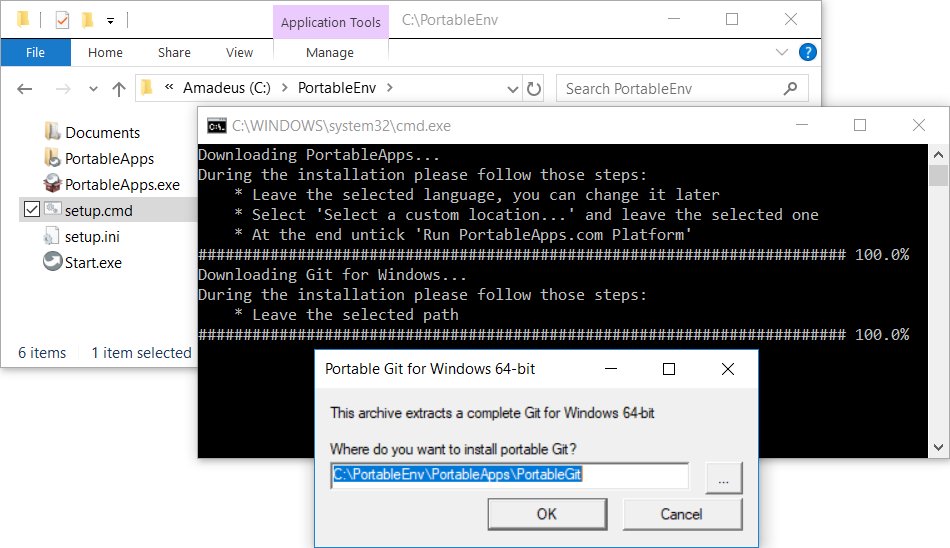 Application Tools
C:\PortableEnv
File
Home
Share
View
Manage
?
« Amadeus (C:) > PortableEnv >
Search PortableEnv
Documents
PortableApps
PortableApps.exe
setup.cmd
setup.ini
Start.exe
6 items
1 item selected
C:\WINDOWS\system32\cmd.exe
Downloading PortableApps...
During the installation please follow those steps:
* Leave the selected language, you can change it later
* Select 'Select a custom location...' and leave the selected one
* At the end untick 'Run PortableApps.com Platform'
######################################################################## 100.0%
Downloading Git for Windows...
During the installation please follow those steps:
* Leave the selected path
######################################################################## 100.0%
Portable Git for Windows 64-bit
This archive extracts a complete Git for Windows 64-bit
Where do you want to install portable Git?
C:\PortableEnv\PortableApps\PortableGit
...
OK
Cancel